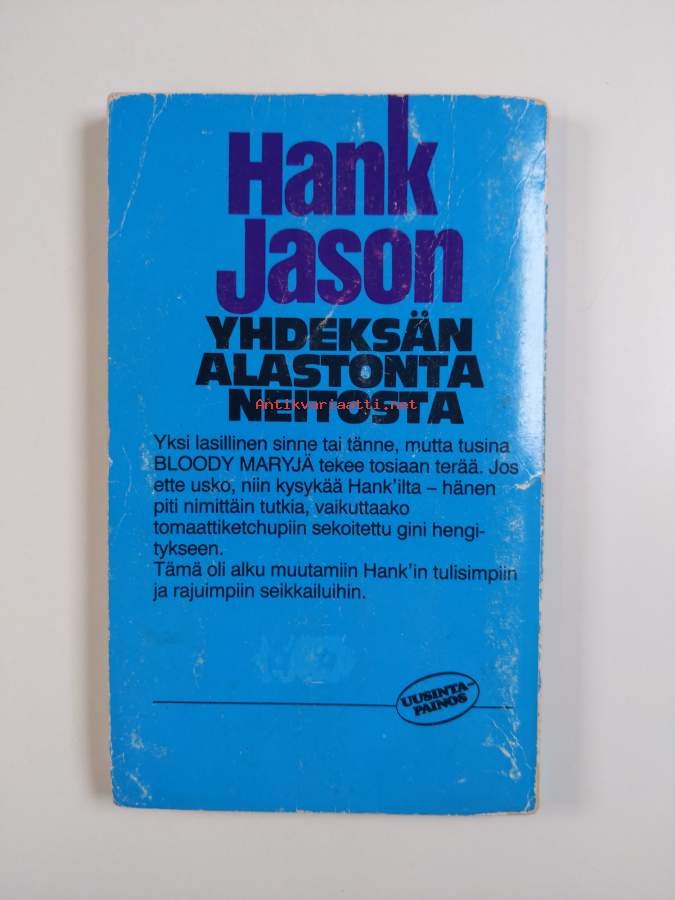 Hank
Jason
YHDEKSÄN
ALASTONTA
NEITOSTA
Antikvariaatti.net
Yksi lasillinen sinne tai tänne, mutta tusina
BLOODY MARYJÄ tekee tosiaan terää. Jos
ette usko, niin kysykää Hank'ilta – hänen
piti nimittäin tutkia, vaikuttaako
tomaattiketchupiin sekoitettu gini hengi-
tykseen.
Tämä oli alku muutamiin Hank'in tulisimpiin
ja rajuimpiin seikkailuihin.
UUSINTA-
PAINOS